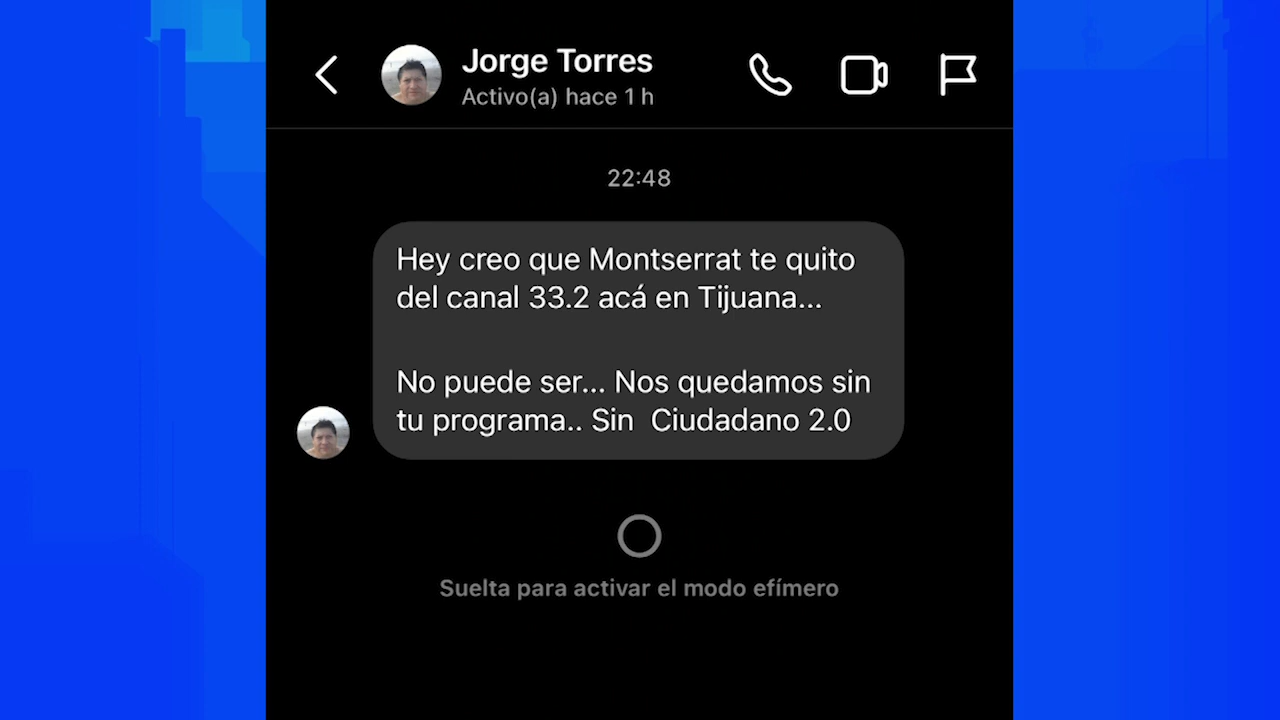 Jorge Torres
Activo(a) hace 1 h
22:48
Hey creo que Montserrat te quito
del canal 33.2 acá en Tijuana...
No puede ser... Nos quedamos sin
tu programa.. Sin  Ciudadano 2.0
Suelta para activar el modo efímero